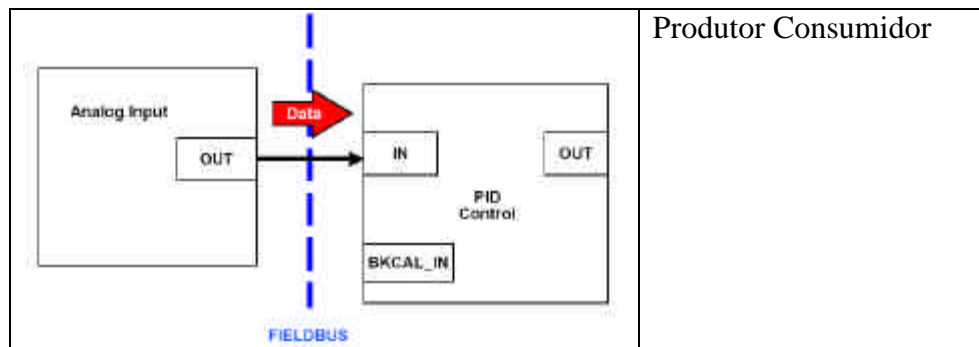 Produtor Consumidor
Analog Input
Data
OUT
IN
OUT
PID
Control
BKCAL_IN
FIELDBUS